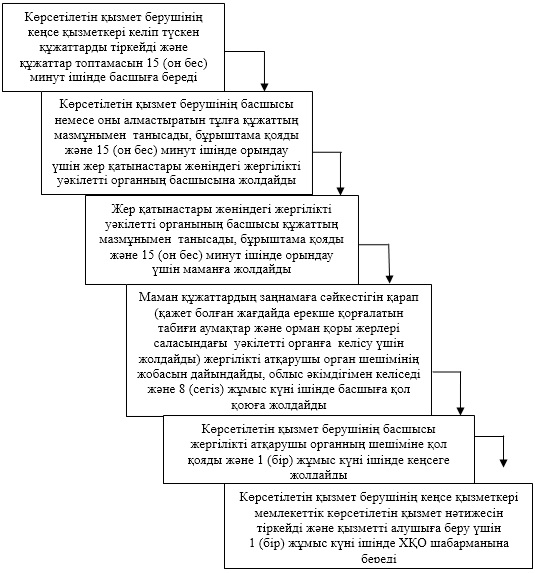 Көрсетілетін қызмет берушінің
кеңсе қызметкері келіп түскен
құжаттарды тіркейді және
құжаттар топтамасын 15 (он бес)
минут ішінде басшыға береді
Көрсетілетін қызмет берушінің басшысы
немесе оны алмастыратын тұлға құжаттың
мазмұнымен танысады, бұрыштама қояды
және 15 (он бес) минут ішінде орындау
үшін жер қатынастары жөніндегі жергілікті
уәкілетті органның басшысына жолдайды
Жер қатынастары жөніндегі жергілікті
уәкілетті органының басшысы құжаттың
мазмұнымен танысады, бұрыштама қояды
және 15 (он бес) минут ішінде орындау
үшін маманға жолдайды
Маман құжаттардың заңнамаға сәйкестігін қарап
(қажет болған жағдайда ерекше қорғалатын
табиғи аумақтар және орман қоры жерлері
саласындағы уәкілетті органға келісу үшін
жолдайды) жергілікті атқарушы орган шешімінің
жобасын дайындайды, облыс әкімдігімен келіседі
және 8 (сегіз) жұмыс күні ішінде басшыға қол
қоюға жолдайды
Көрсетілетін қызмет берушінің басшысы
жергілікті атқарушы органның шешіміне қол
қояды және 1 (бір) жұмыс күні ішінде кеңсеге
жолдайды
Көрсетілетін қызмет берушінің кеңсе қызметкері
мемлекеттік көрсетілетін қызмет нәтижесін
тіркейді және қызметті алушыға беру үшін
1 (бір) жұмыс күні ішінде ХҚО шабарманына
береді